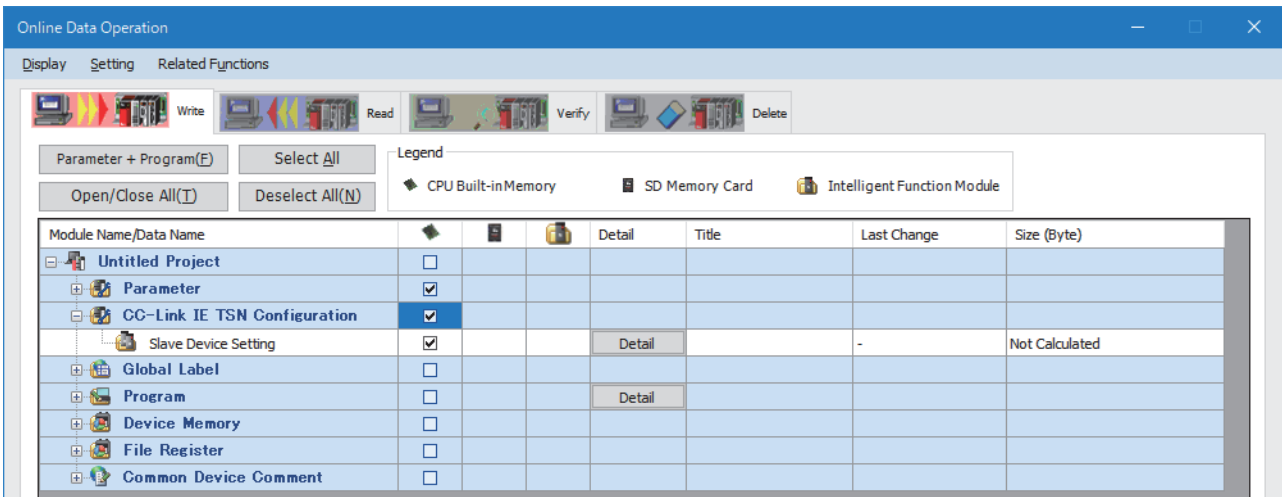 Online Data Operation
Display Setting Related Functions
Write Read Verify Delete
Parameter + Program(F) Select All
Legend
CPU Built-in Memory SD Memory Card Intelligent Function Module
Open/Close All(T) Deselect All(N)
Module Name/Data Name Detail Title Last Change Size (Byte)
Untitled Project
Parameter
CC-Link IE TSN Configuration
Slave Device Setting Detail - Not Calculated
Global Label
Program Detail
Device Memory
File Register
Common Device Comment